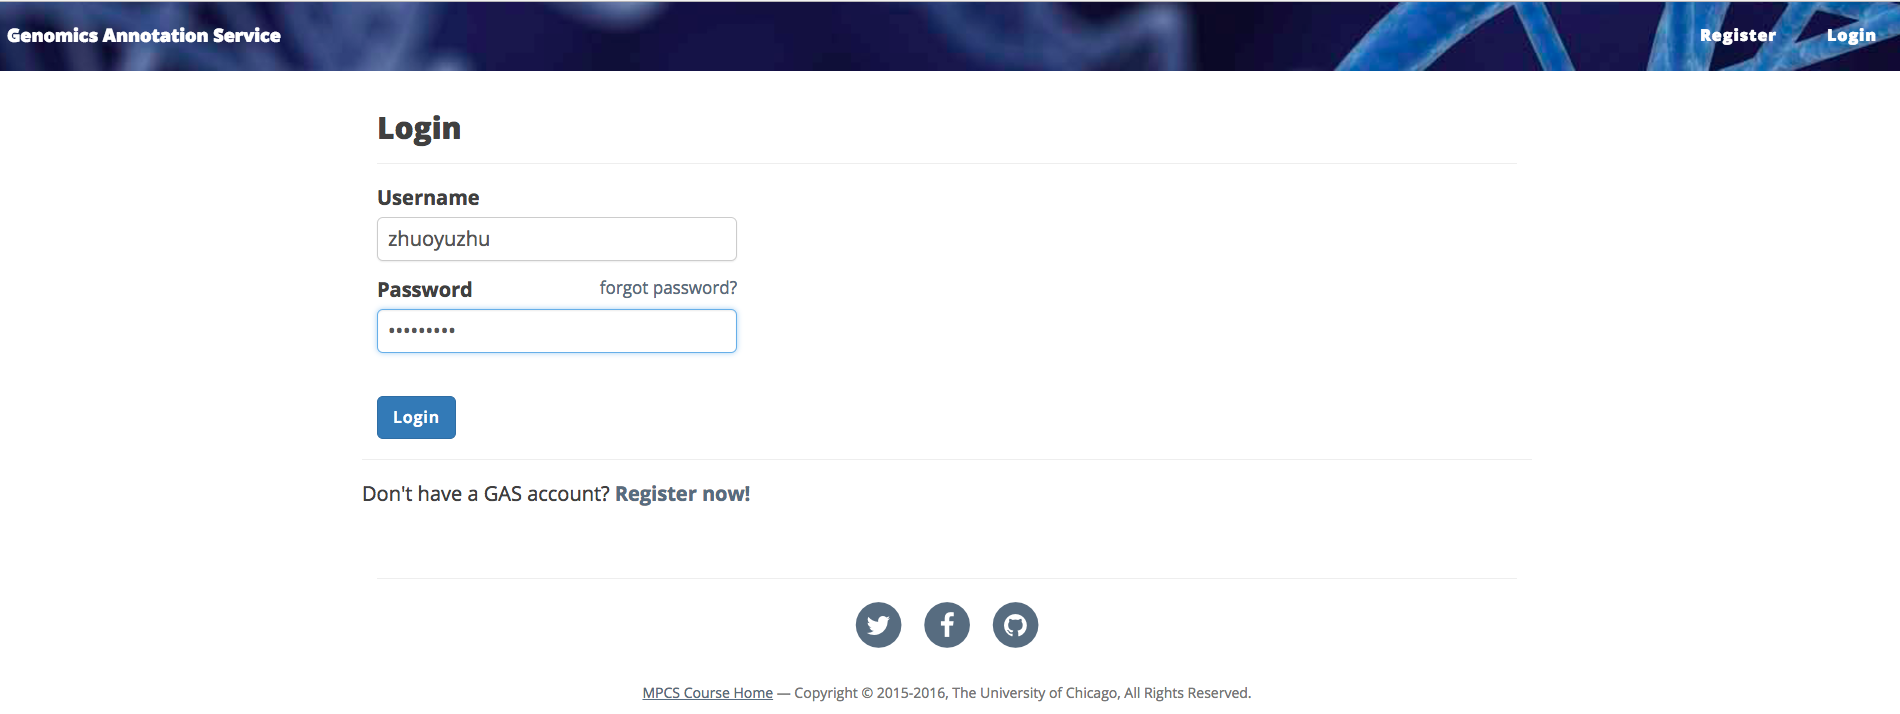 Genomics Annotation Service Register Login
Login
Username
zhuoyuzhu
Password forgot password?
•••••••••
Login
Don't have a GAS account? Register now!
MPCS Course Home — Copyright © 2015-2016, The University of Chicago, All Rights Reserved.